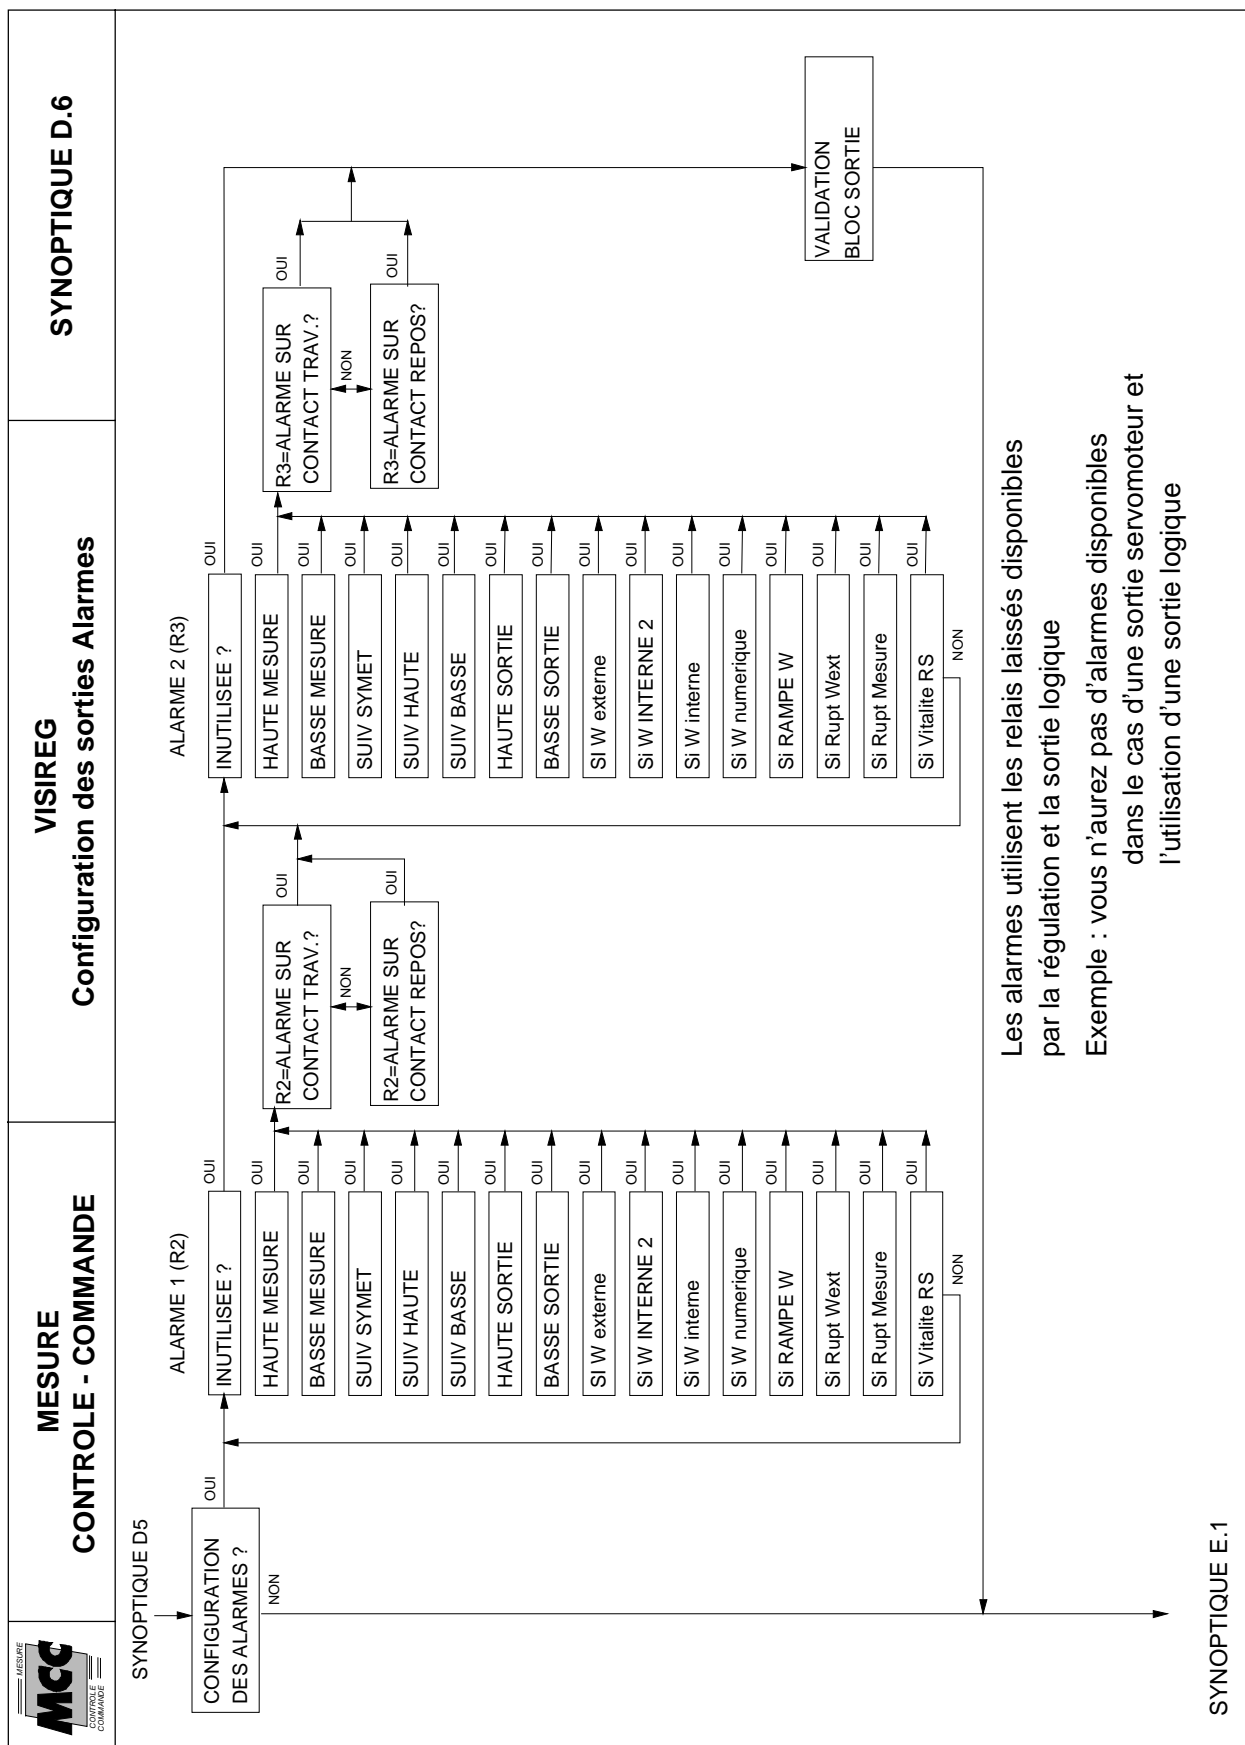 MESURE
MCC
CONTROLE
COMMANDE
MESURE
CONTROLE - COMMANDE
VISIREG
Configuration des sorties Alarmes
SYNOPTIQUE D.6
SYNOPTIQUE D5
CONFIGURATION
DES ALARMES ?
OUI
NON
ALARME 1 (R2)
INUTILISEE ?
OUI
HAUTE MESURE
OUI
BASSE MESURE
OUI
SUIV SYMET
OUI
SUIV HAUTE
OUI
SUIV BASSE
OUI
HAUTE SORTIE
OUI
BASSE SORTIE
OUI
SI W externe
OUI
Si W INTERNE 2
OUI
Si W interne
OUI
Si W numerique
OUI
Si RAMPE W
OUI
Si Rupt Wext
OUI
Si Rupt Mesure
OUI
Si Vitalite RS
OUI
NON
R2=ALARME SUR
CONTACT TRAV.?
OUI
NON
R2=ALARME SUR
CONTACT REPOS?
OUI
ALARME 2 (R3)
INUTILISEE ?
OUI
HAUTE MESURE
OUI
BASSE MESURE
OUI
SUIV SYMET
OUI
SUIV HAUTE
OUI
SUIV BASSE
OUI
HAUTE SORTIE
OUI
BASSE SORTIE
OUI
SI W externe
OUI
Si W INTERNE 2
OUI
Si W interne
OUI
Si W numerique
OUI
Si RAMPE W
OUI
Si Rupt Wext
OUI
Si Rupt Mesure
OUI
Si Vitalite RS
OUI
NON
R3=ALARME SUR
CONTACT TRAV.?
OUI
NON
R3=ALARME SUR
CONTACT REPOS?
OUI
VALIDATION
BLOC SORTIE
Les alarmes utilisent les relais laissés disponibles
par la régulation et la sortie logique
Exemple : vous n'aurez pas d'alarmes disponibles
dans le cas d'une sortie servomoteur et
l'utilisation d'une sortie logique
SYNOPTIQUE E.1